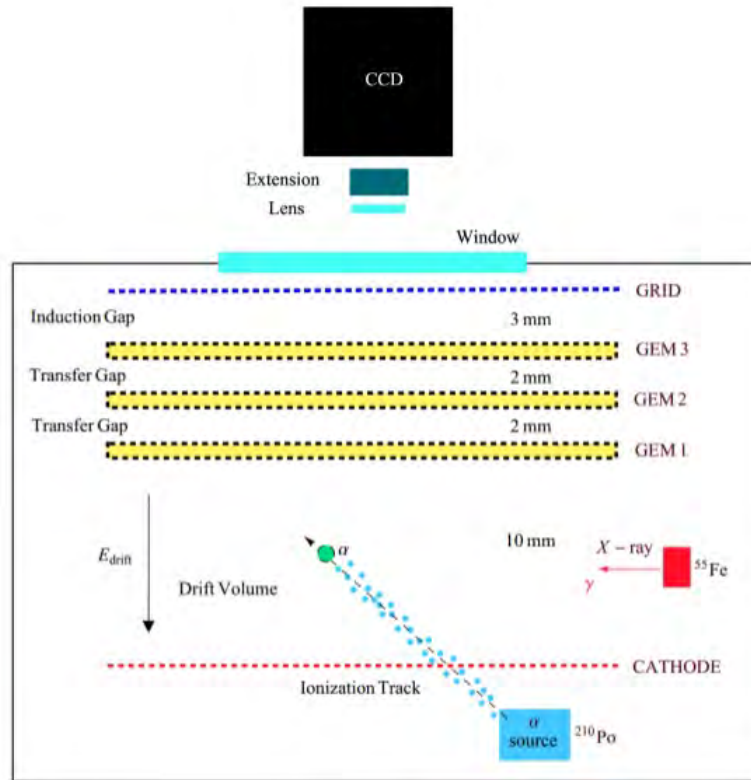 CCD
Extension
Lens
Window
GRID
Induction Gap 3 mm
GEM 3
Transfer Gap 2 mm
GEM 2
Transfer Gap 2 mm
GEM 1
10 mm
X – ray
E_drift α ⁵⁵Fe
γ
Drift Volume
CATHODE
Ionization Track
α ²¹⁰Po
source